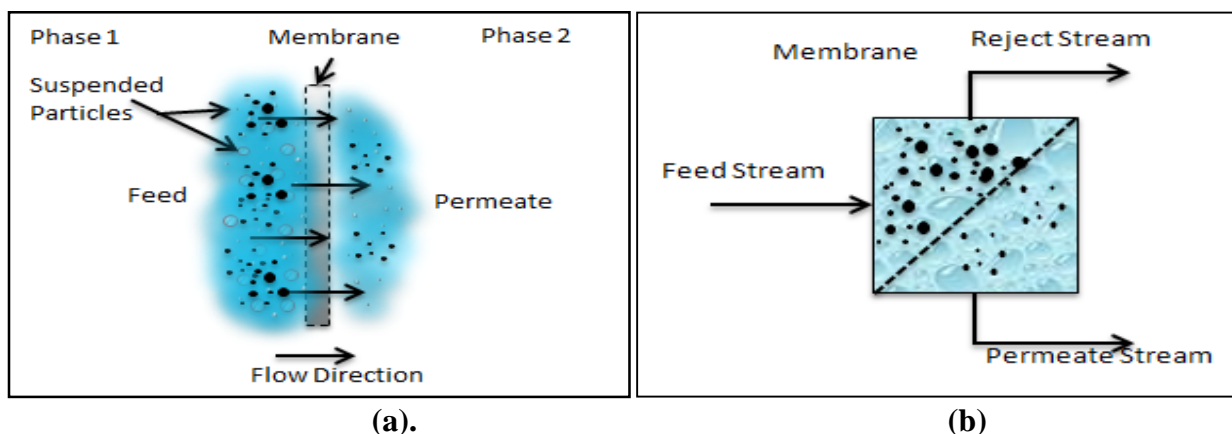 Phase 1
Membrane
Phase 2
Suspended
Particles
Feed
Permeate
Flow Direction
(a).
Membrane
Reject Stream
Feed Stream
Permeate Stream
(b)